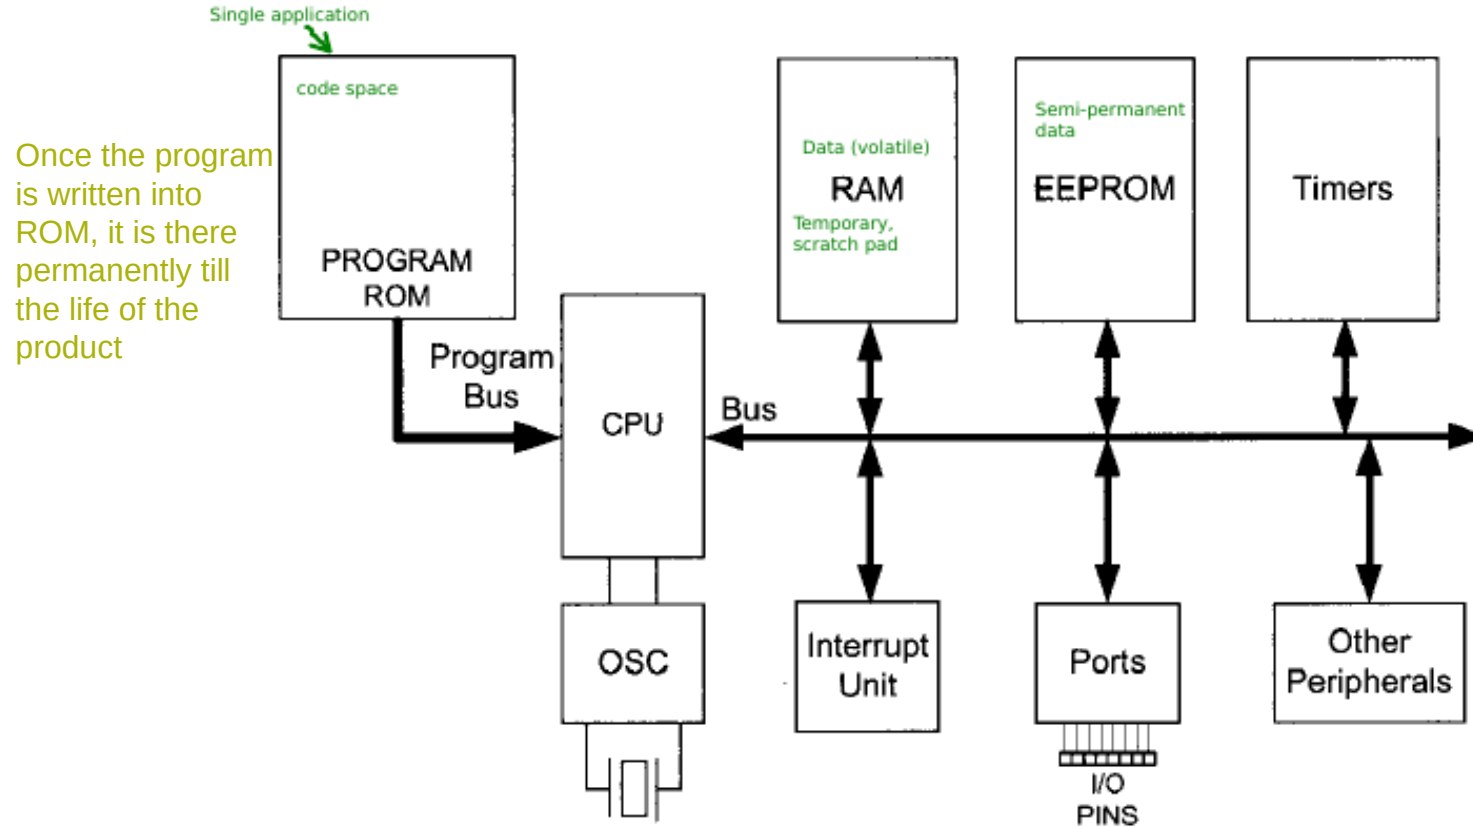 Single application
code space
Once the program
is written into
ROM, it is there
permanently till
the life of the
product
PROGRAM
ROM
Program
Bus
CPU
Bus
OSC
Data (volatile)
RAM
Temporary,
scratch pad
Semi-permanent
data
EEPROM
Timers
Interrupt
Unit
Ports
I/O
PINS
Other
Peripherals